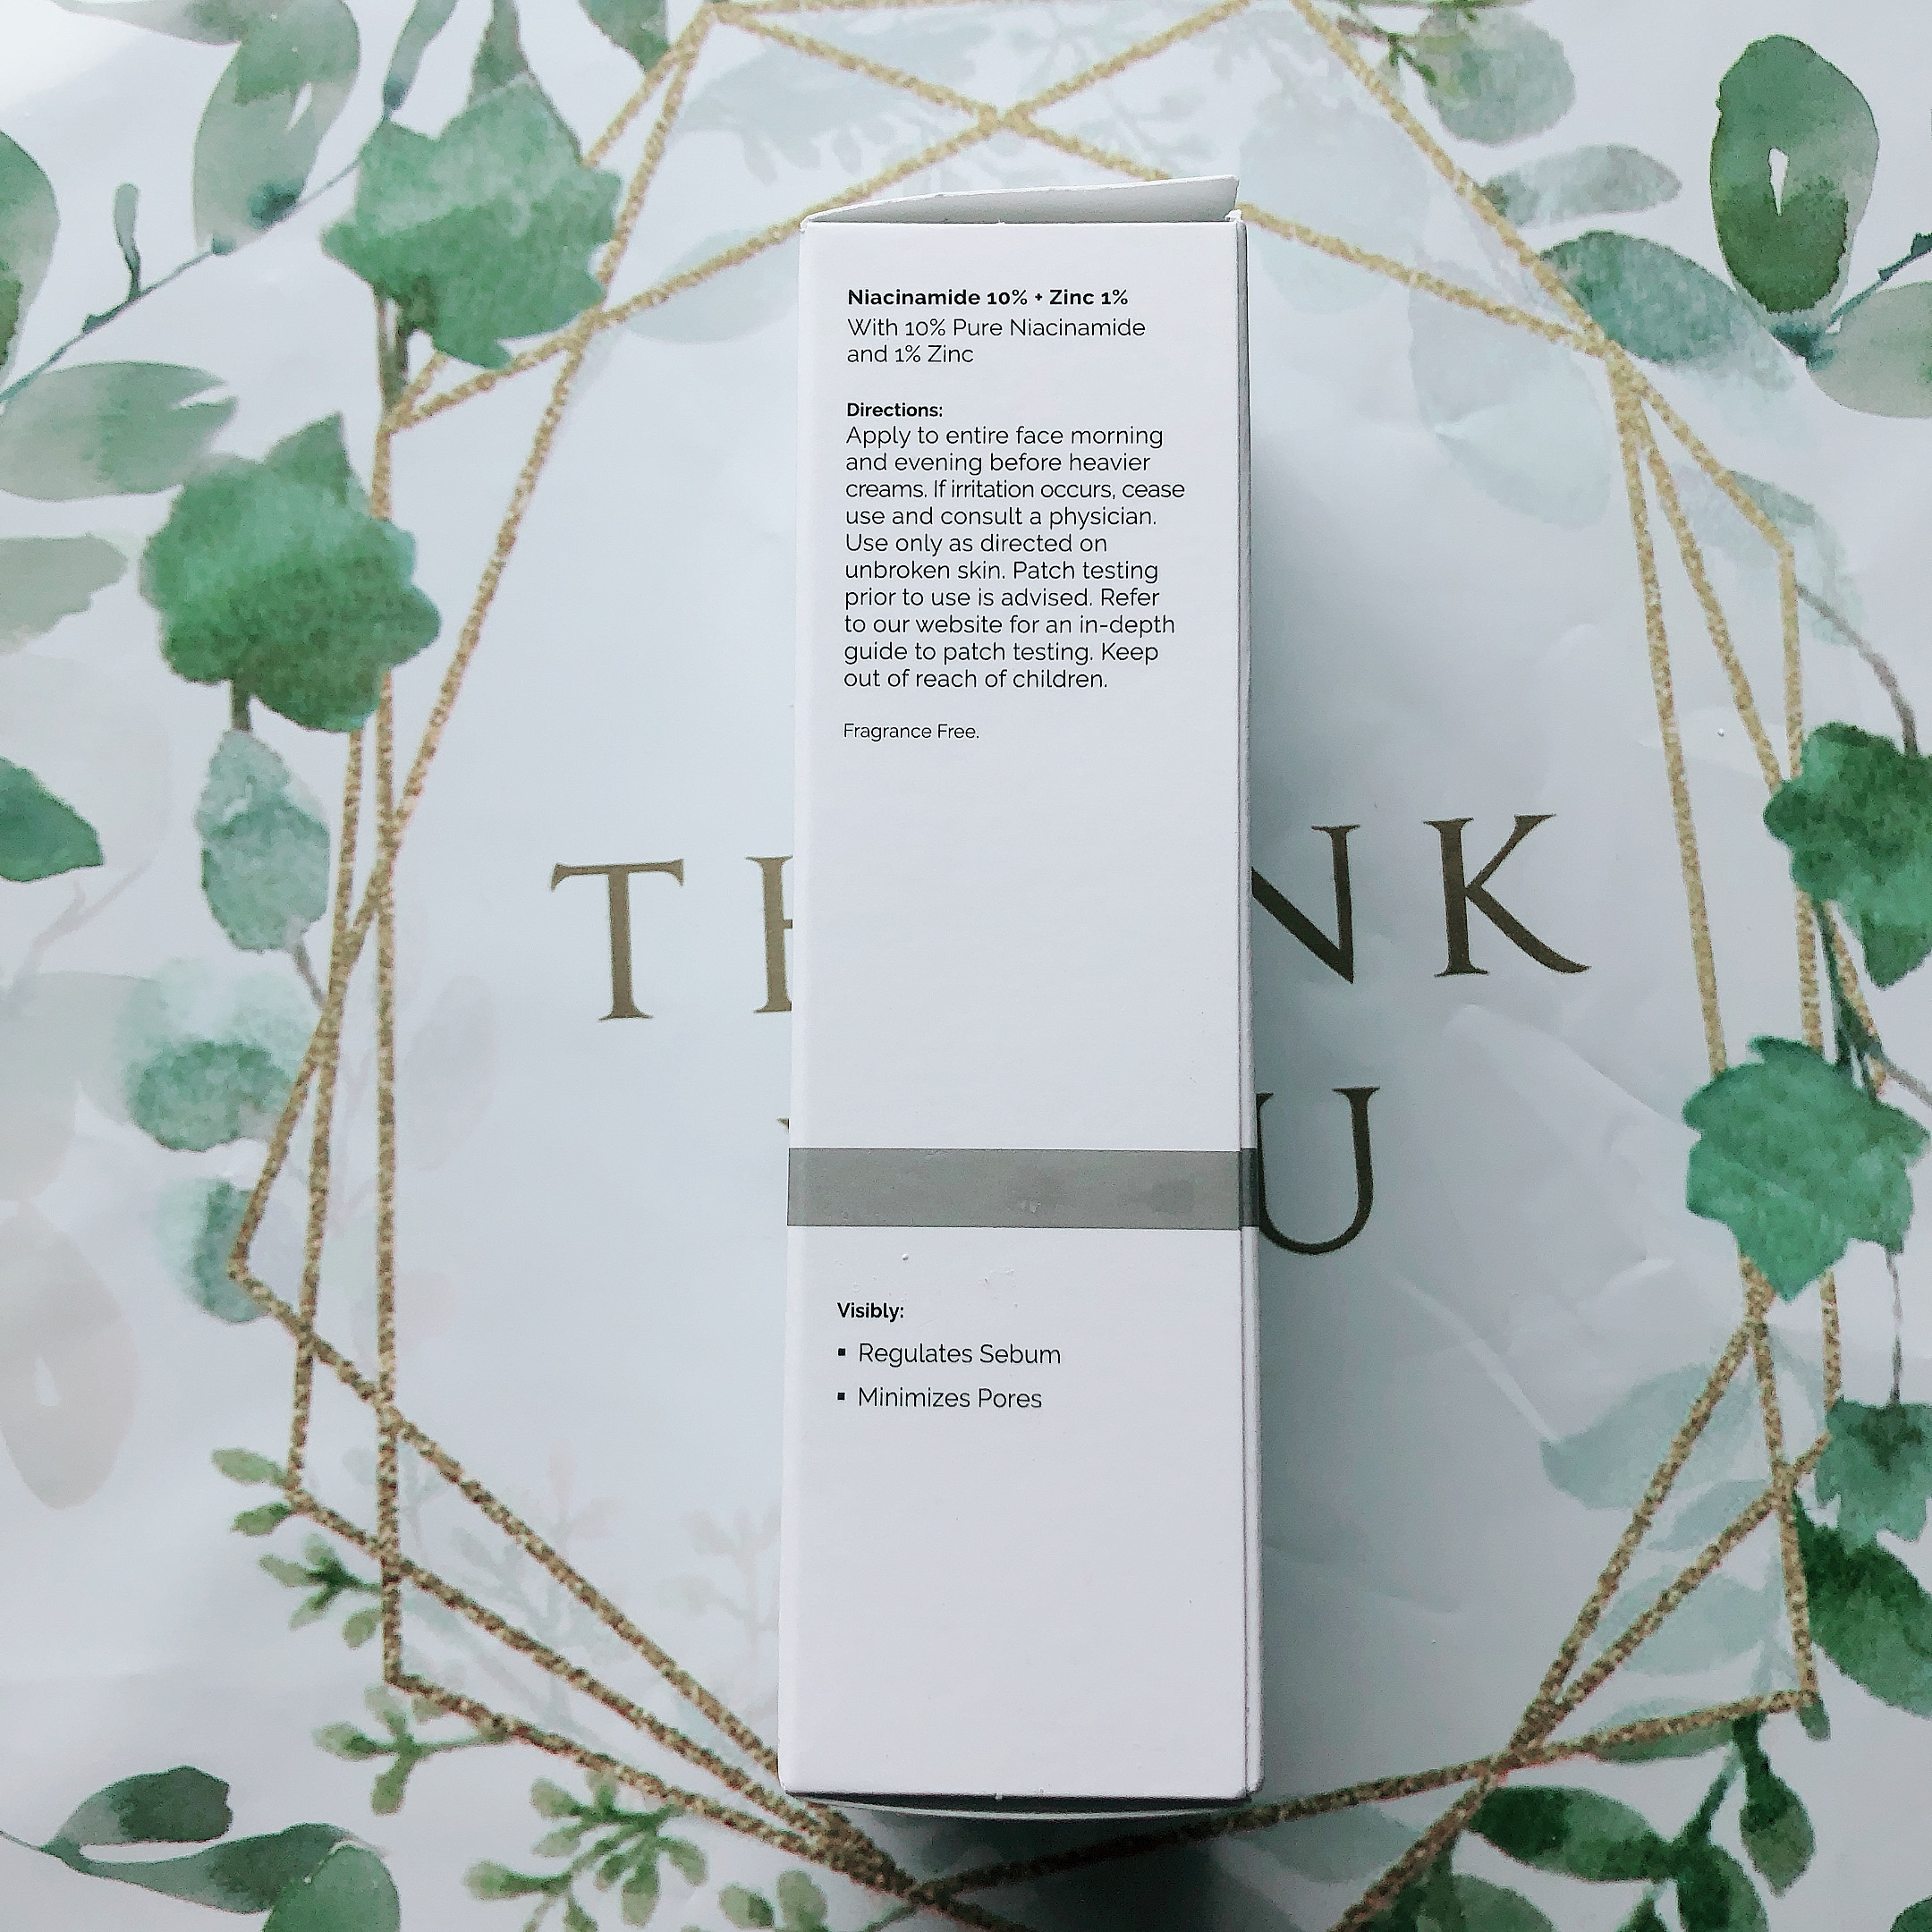 Niacinamide 10% + Zinc 1%
With 10% Pure Niacinamide
and 1% Zinc
Directions:
Apply to entire face morning
and evening before heavier
creams. If irritation occurs, cease
use and consult a physician.
Use only as directed on
unbroken skin. Patch testing
prior to use is advised. Refer
to our website for an in-depth
guide to patch testing. Keep
out of reach of children.
Fragrance Free.
Visibly:
▪ Regulates Sebum
▪ Minimizes Pores